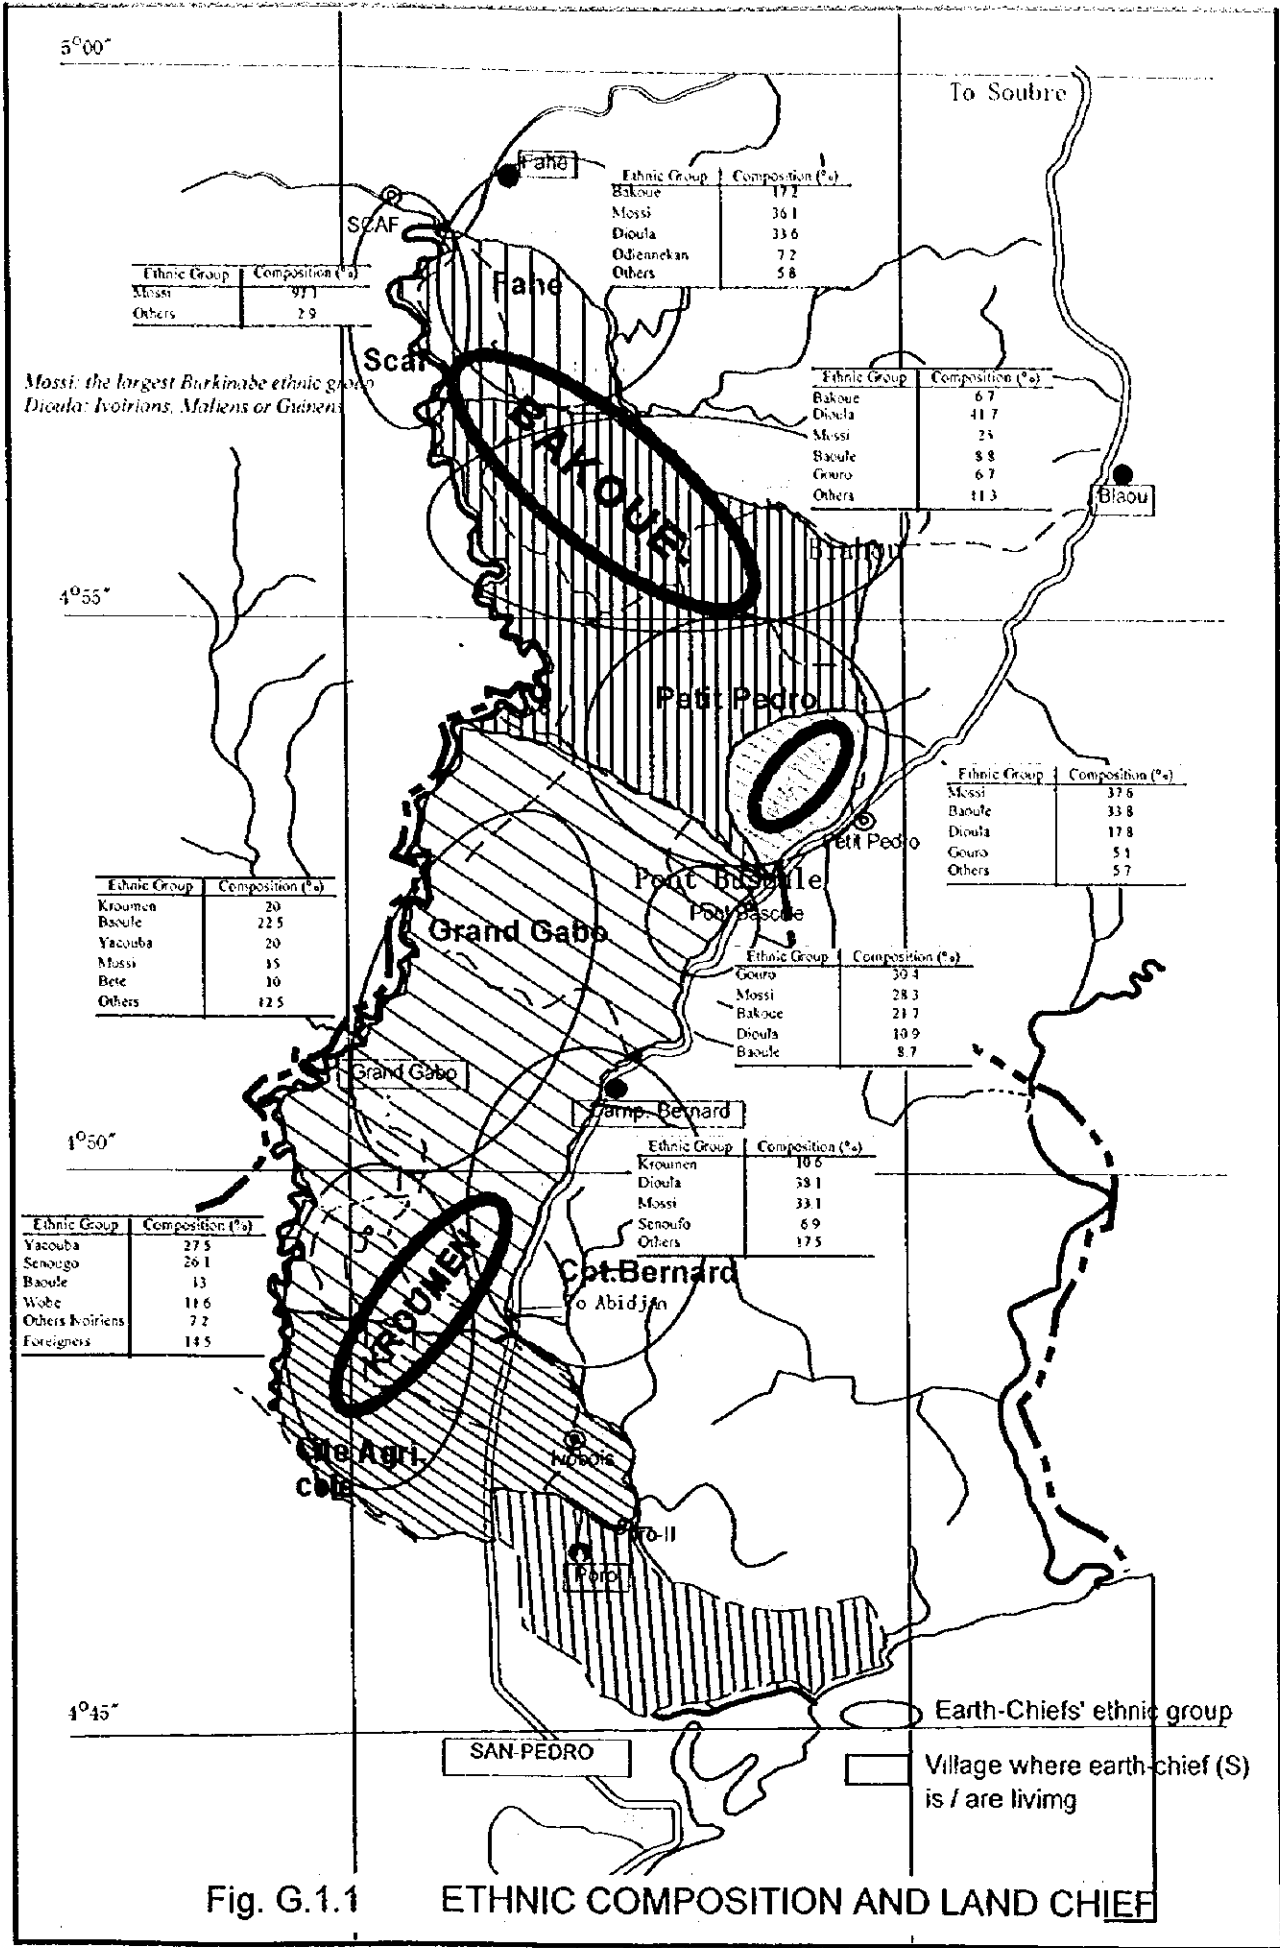 5°00"
To Soubre
Fahe
Ethnic Group Composition (%)
Bakoue 17.2
Mossi 36.1
Dioula 33.6
Odiennekan 7.2
Others 5.8
SCAF
Ethnic Group Composition (%)
Mossi 97.1
Others 2.9
Fahe
Scaf
Mossi: the largest Burkinabe ethnic group
Dioula: Ivoirians, Maliens or Guinens
Ethnic Group Composition (%)
Bakoue 6.7
Dioula 41.7
Mossi 25
Baoule 8.8
Gouro 6.7
Others 11.3
BAKOUE
Blaou
4°55"
Petit Pedro
Ethnic Group Composition (%)
Mossi 37.6
Baoule 33.8
Dioula 17.8
Gouro 5.1
Others 5.7
Petit Pedro
Pont Bascule
Ethnic Group Composition (%)
Kroumen 20
Baoule 22.5
Yacouba 20
Mossi 15
Bete 10
Others 12.5
Grand Gabo
Ethnic Group Composition (%)
Gouro 30.4
Mossi 28.3
Bakoue 21.7
Dioula 10.9
Baoule 8.7
Grand Gabo
Camp. Bernard
4°50"
Ethnic Group Composition (%)
Kroumen 10.6
Dioula 38.1
Mossi 33.1
Senoufo 6.9
Others 17.5
Ethnic Group Composition (%)
Yacouba 27.5
Senougo 26.1
Baoule 13
Wobe 11.6
Others Ivoiriens 7.2
Foreigners 14.5
KROUMEN
Cpt.Bernard
o Abidjan
Cite Agri-
cole
Ivobois
Poro-II
Poro
4°45"
Earth-Chiefs' ethnic group
SAN-PEDRO
Village where earth-chief (S)
is / are livimg
Fig. G.1.1 ETHNIC COMPOSITION AND LAND CHIEF